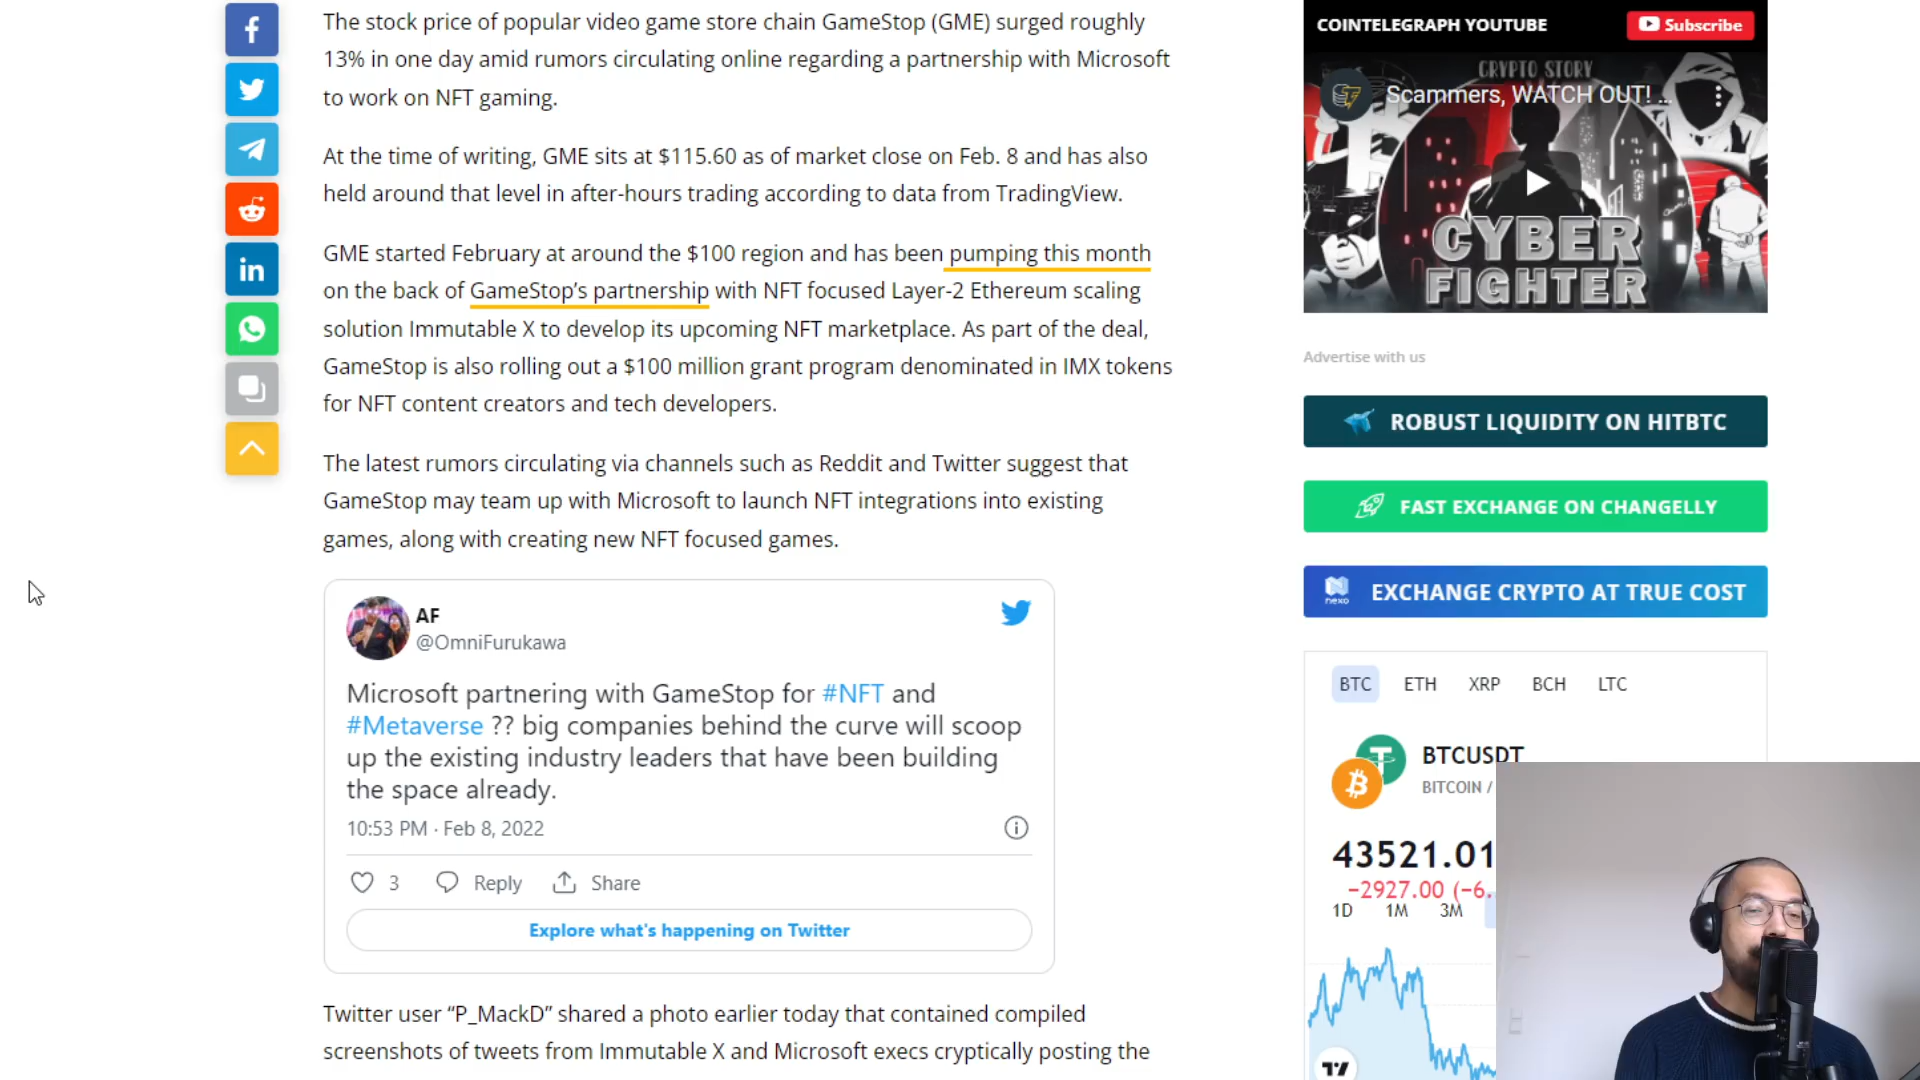 The stock price of popular video game store chain GameStop (GME) surged roughly
13% in one day amid rumors circulating online regarding a partnership with Microsoft
to work on NFT gaming.
At the time of writing, GME sits at $115.60 as of market close on Feb. 8 and has also
held around that level in after-hours trading according to data from TradingView.
GME started February at around the $100 region and has been pumping this month
on the back of GameStop’s partnership with NFT focused Layer-2 Ethereum scaling
solution Immutable X to develop its upcoming NFT marketplace. As part of the deal,
GameStop is also rolling out a $100 million grant program denominated in IMX tokens
for NFT content creators and tech developers.
The latest rumors circulating via channels such as Reddit and Twitter suggest that
GameStop may team up with Microsoft to launch NFT integrations into existing
games, along with creating new NFT focused games.
AF
@OmniFurukawa
Microsoft partnering with GameStop for #NFT and
#Metaverse ?? big companies behind the curve will scoop
up the existing industry leaders that have been building
the space already.
10:53 PM · Feb 8, 2022
3 Reply Share
Explore what's happening on Twitter
Twitter user “P_MackD” shared a photo earlier today that contained compiled
screenshots of tweets from Immutable X and Microsoft execs cryptically posting the
COINTELEGRAPH YOUTUBE
Subscribe
CRYPTO STORY
Scammers, WATCH OUT! ...
CYBER
FIGHTER
Advertise with us
ROBUST LIQUIDITY ON HITBTC
FAST EXCHANGE ON CHANGELLY
nexo
EXCHANGE CRYPTO AT TRUE COST
BTC ETH XRP BCH LTC
BTCUSDT
BITCOIN /
43521.01
−2927.00 (−6.
1D 1M 3M